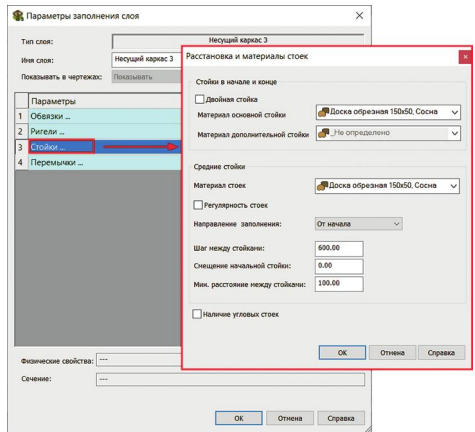 Параметры заполнения слоя
Тип слоя:
Несущий каркас 3
Имя слоя:
Несущий каркас 3
Показывать в чертежах:
Показывать
Параметры
1 Обвязки ...
2 Ригели ...
3 Стойки ...
4 Перемычки ...
Физические свойства: ---
Сечение: ---
ОК Отмена Справка
Расстановка и материалы стоек
Стойки в начале и конце
Двойная стойка
Материал основной стойки
Доска обрезная 150x50, Сосна
Материал дополнительной стойки
_Не определено
Средние стойки
Материал стоек
Доска обрезная 150x50, Сосна
Регулярность стоек
Направление заполнения:
От начала
Шаг между стойками: 600.00
Смещение начальной стойки: 0.00
Мин. расстояние между стойками: 100.00
Наличие угловых стоек
ОК Отмена Справка